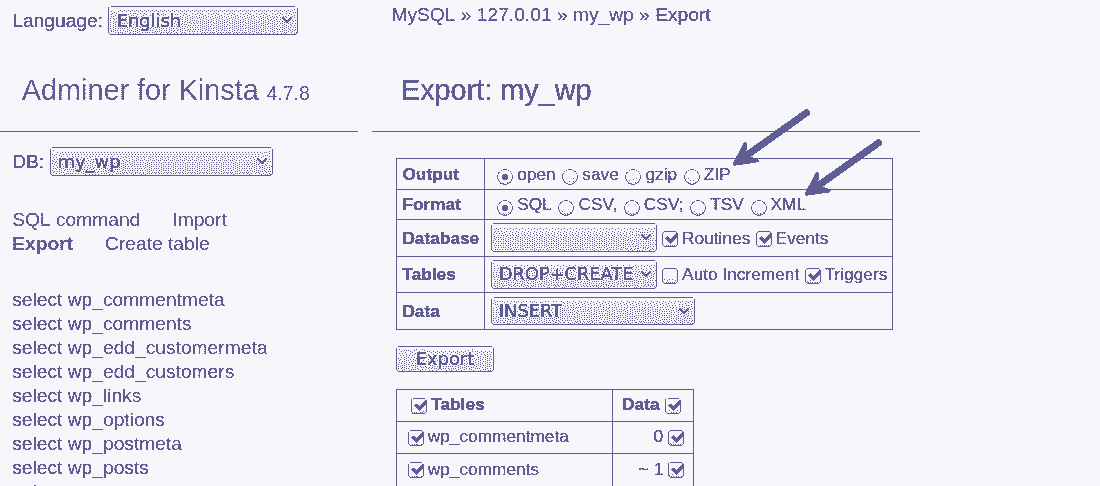 Language: English
MySQL » 127.0.01 » my_wp » Export
Adminer for Kinsta 4.7.8
Export: my_wp
DB: my_wp
SQL command Import
Export Create table
select wp_commentmeta
select wp_comments
select wp_edd_customermeta
select wp_edd_customers
select wp_links
select wp_options
select wp_postmeta
select wp_posts
Output open save gzip ZIP
Format SQL CSV, CSV; TSV XML
Database Routines Events
Tables DROP+CREATE Auto Increment Triggers
Data INSERT
Export
Tables Data
wp_commentmeta 0
wp_comments ~ 1